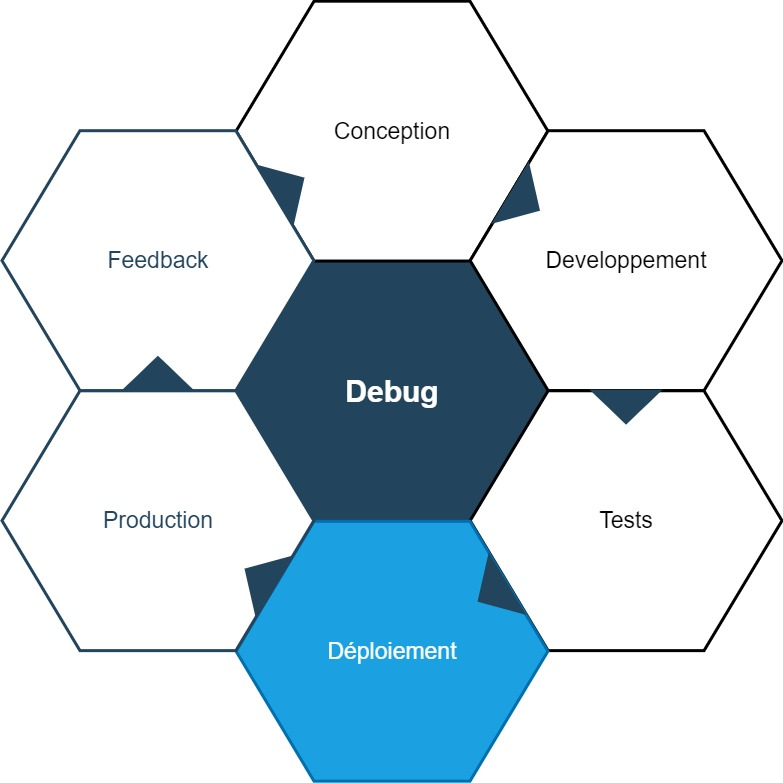 Conception
Feedback
Developpement
Debug
Production
Tests
Déploiement